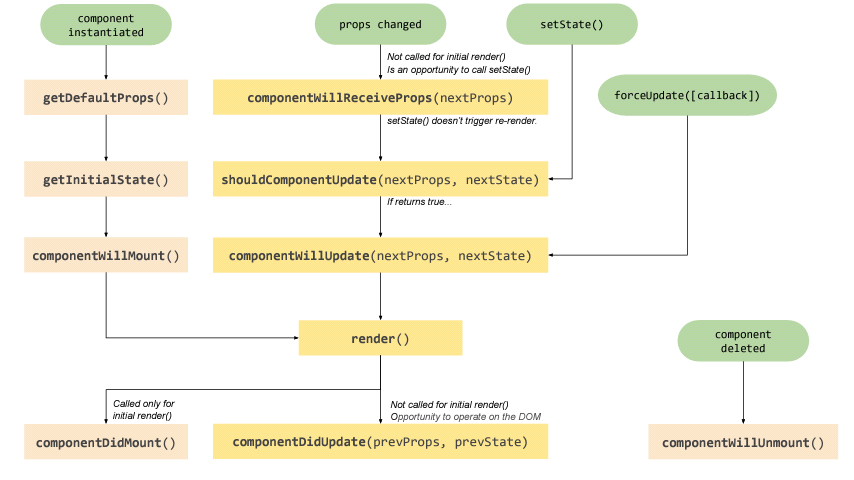 component
instantiated
props changed
setState()
Not called for initial render()
Is an opportunity to call setState()
getDefaultProps()
componentWillReceiveProps(nextProps)
forceUpdate([callback])
setState() doesn't trigger re-render.
getInitialState()
shouldComponentUpdate(nextProps, nextState)
If returns true...
componentWillMount()
componentWillUpdate(nextProps, nextState)
render()
component
deleted
Called only for
initial render()
Not called for initial render()
Opportunity to operate on the DOM
componentDidMount()
componentDidUpdate(prevProps, prevState)
componentWillUnmount()